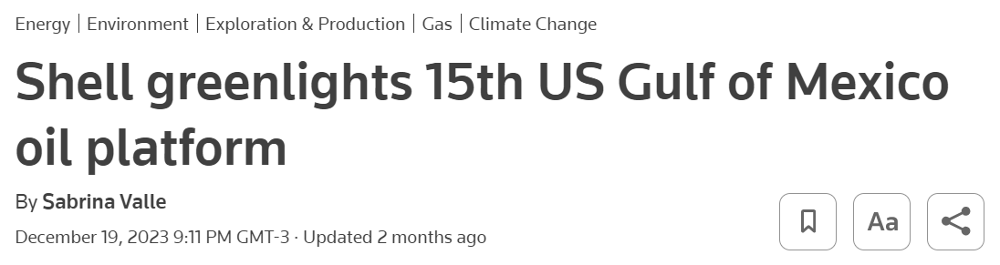 Energy | Environment | Exploration & Production | Gas | Climate Change
Shell greenlights 15th US Gulf of Mexico
oil platform
By Sabrina Valle
December 19, 2023 9:11 PM GMT-3 · Updated 2 months ago
Aa